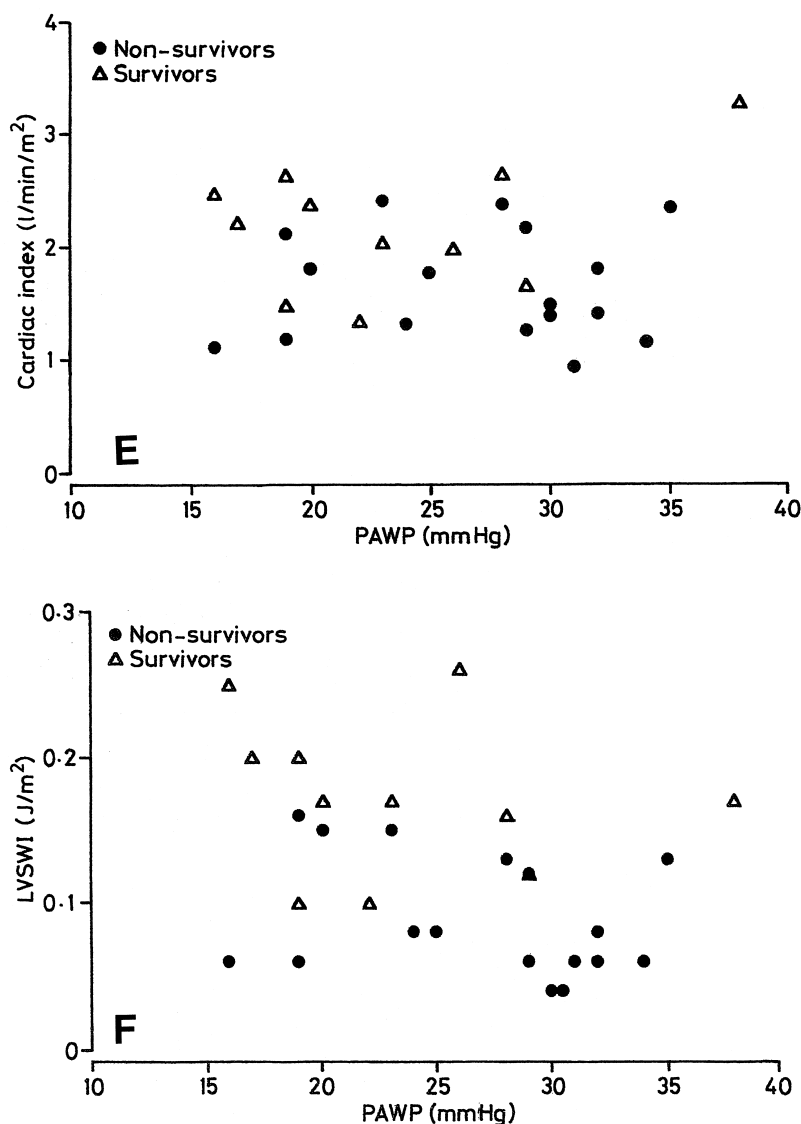 4
Non-survivors
Survivors
3
2
1
0
Cardiac index (l/min/m²)
E
10 15 20 25 30 35 40
PAWP (mmHg)
0·3
Non-survivors
Survivors
0·2
0·1
0
LVSWI (J/m²)
F
10 15 20 25 30 35 40
PAWP (mmHg)